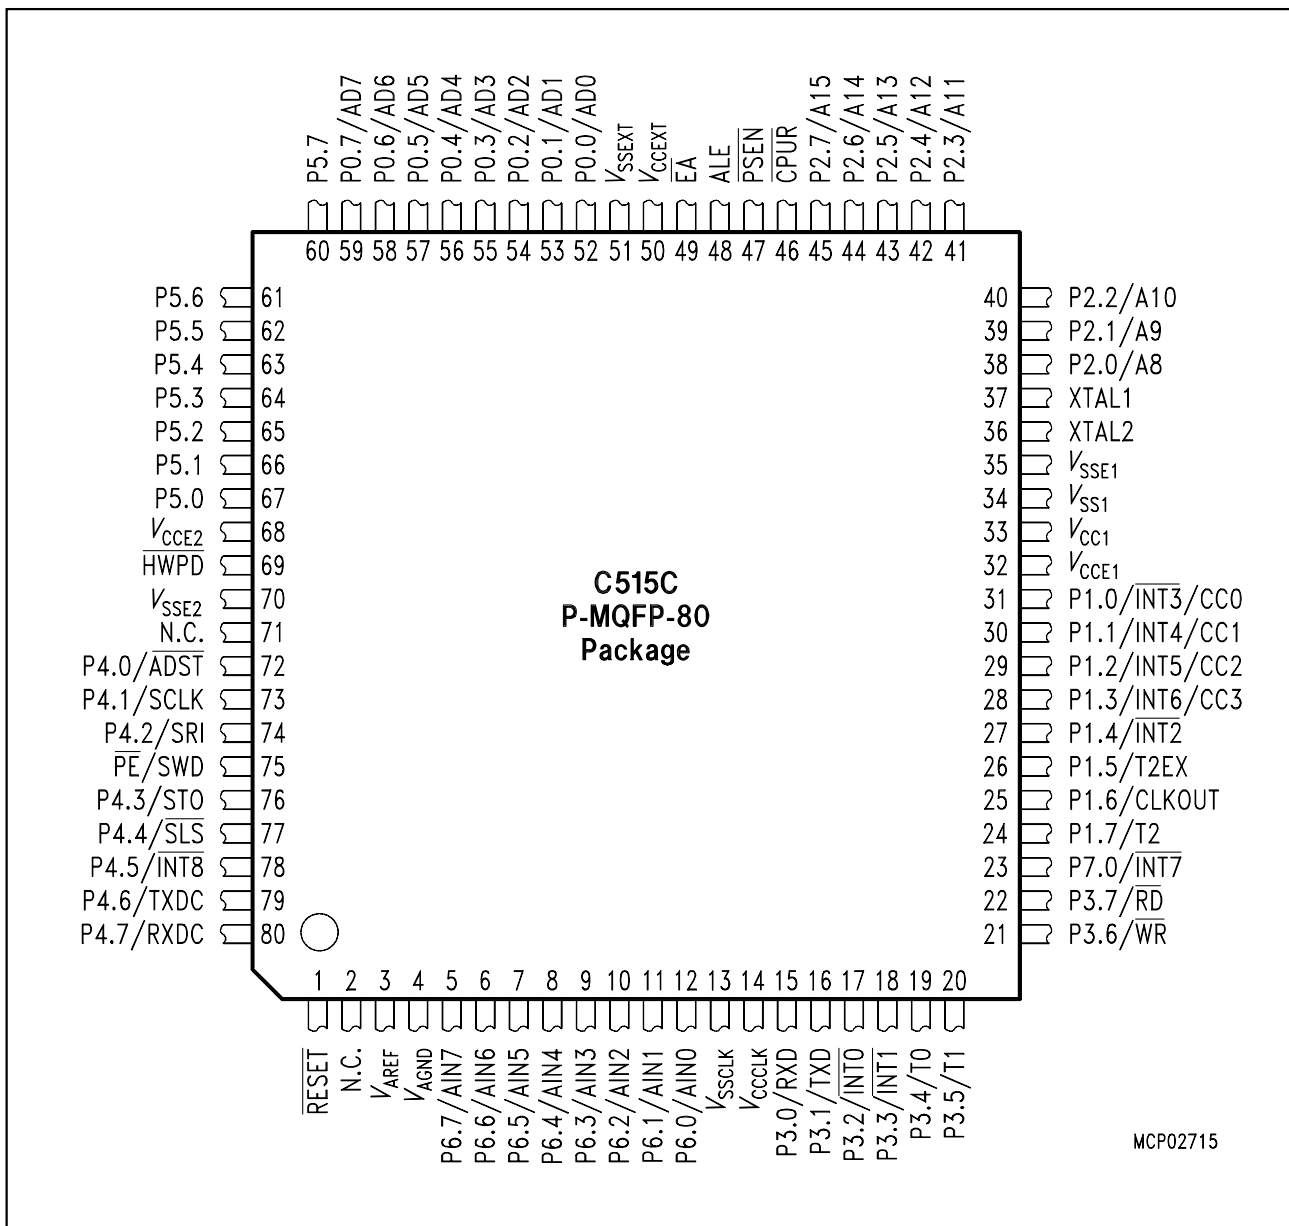 P5.7
P0.7/AD7
P0.6/AD6
P0.5/AD5
P0.4/AD4
P0.3/AD3
P0.2/AD2
P0.1/AD1
P0.0/AD0
VSSEXT
VCCEXT
EA
ALE
PSEN
CPUR
P2.7/A15
P2.6/A14
P2.5/A13
P2.4/A12
P2.3/A11
60 59 58 57 56 55 54 53 52 51 50 49 48 47 46 45 44 43 42 41
P5.6 61
P5.5 62
P5.4 63
P5.3 64
P5.2 65
P5.1 66
P5.0 67
VCCE2 68
HWPD 69
VSSE2 70
N.C. 71
P4.0/ADST 72
P4.1/SCLK 73
P4.2/SRI 74
PE/SWD 75
P4.3/STO 76
P4.4/SLS 77
P4.5/INT8 78
P4.6/TXDC 79
P4.7/RXDC 80
C515C
P-MQFP-80
Package
40 P2.2/A10
39 P2.1/A9
38 P2.0/A8
37 XTAL1
36 XTAL2
35 VSSE1
34 VSS1
33 VCC1
32 VCCE1
31 P1.0/INT3/CC0
30 P1.1/INT4/CC1
29 P1.2/INT5/CC2
28 P1.3/INT6/CC3
27 P1.4/INT2
26 P1.5/T2EX
25 P1.6/CLKOUT
24 P1.7/T2
23 P7.0/INT7
22 P3.7/RD
21 P3.6/WR
1 2 3 4 5 6 7 8 9 10 11 12 13 14 15 16 17 18 19 20
RESET
N.C.
VAREF
VAGND
P6.7/AIN7
P6.6/AIN6
P6.5/AIN5
P6.4/AIN4
P6.3/AIN3
P6.2/AIN2
P6.1/AIN1
P6.0/AIN0
VSSCLK
VCCCLK
P3.0/RXD
P3.1/TXD
P3.2/INT0
P3.3/INT1
P3.4/T0
P3.5/T1
MCP02715